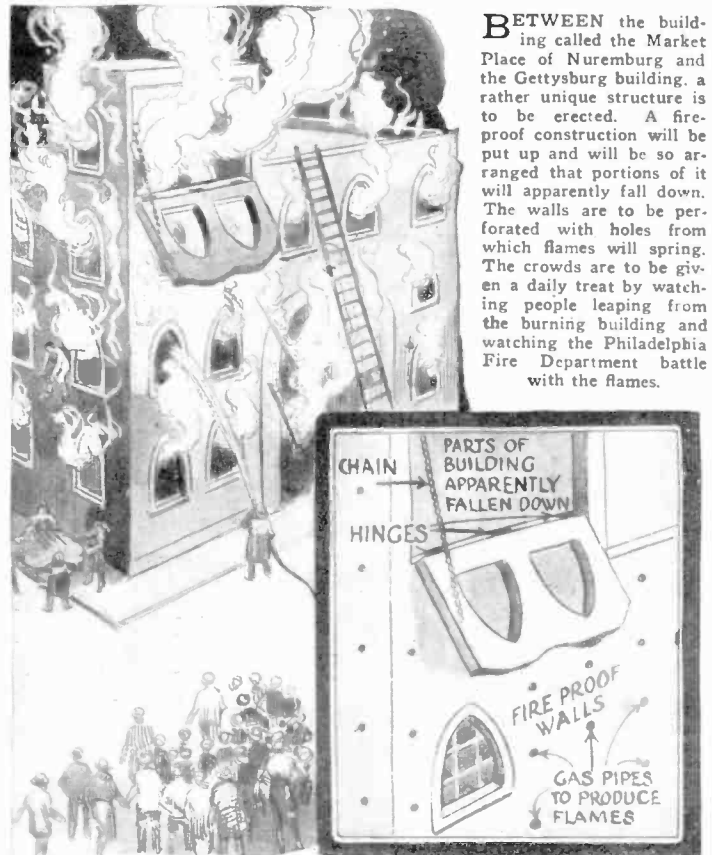 BETWEEN the build-
ing called the Market
Place of Nuremburg and
the Gettysburg building, a
rather unique structure is
to be erected. A fire-
proof construction will be
put up and will be so ar-
ranged that portions of it
will apparently fall down.
The walls are to be per-
forated with holes from
which flames will spring.
The crowds are to be giv-
en a daily treat by watch-
ing people leaping from
the burning building and
watching the Philadelphia
Fire Department battle
with the flames.
CHAIN
PARTS OF
BUILDING
APPARENTLY
FALLEN DOWN
HINGES
FIRE PROOF
WALLS
GAS PIPES
TO PRODUCE
FLAMES